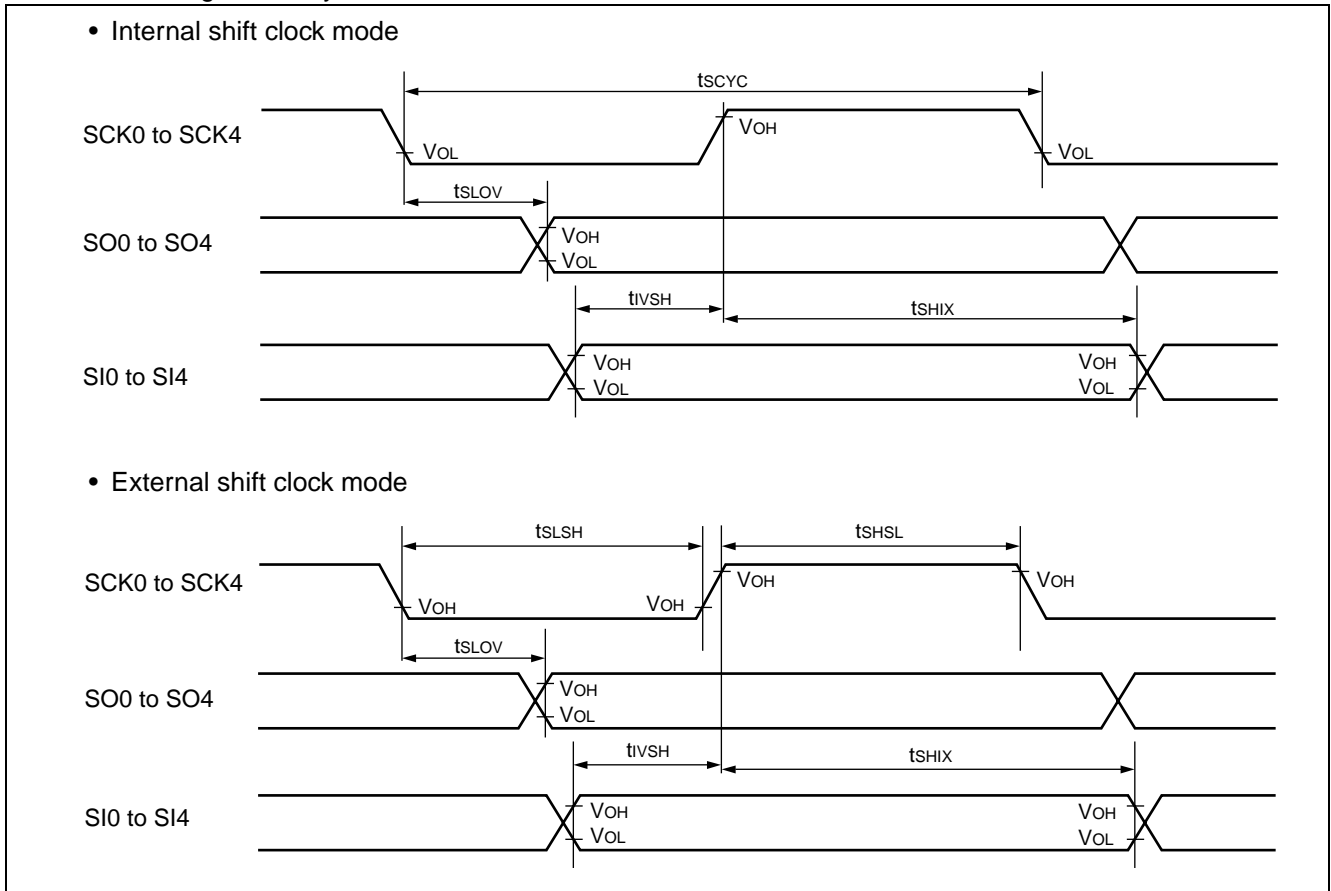 • Internal shift clock mode
tSCYC
SCK0 to SCK4
VOH
VOL
VOL
tSLOV
SO0 to SO4
VOH
VOL
tIVSH
tSHIX
SI0 to SI4
VOH
VOH
VOL
VOL
• External shift clock mode
tSLSH
tSHSL
SCK0 to SCK4
VOH
VOH
VOH
VOH
tSLOV
SO0 to SO4
VOH
VOL
tIVSH
tSHIX
SI0 to SI4
VOH
VOH
VOL
VOL